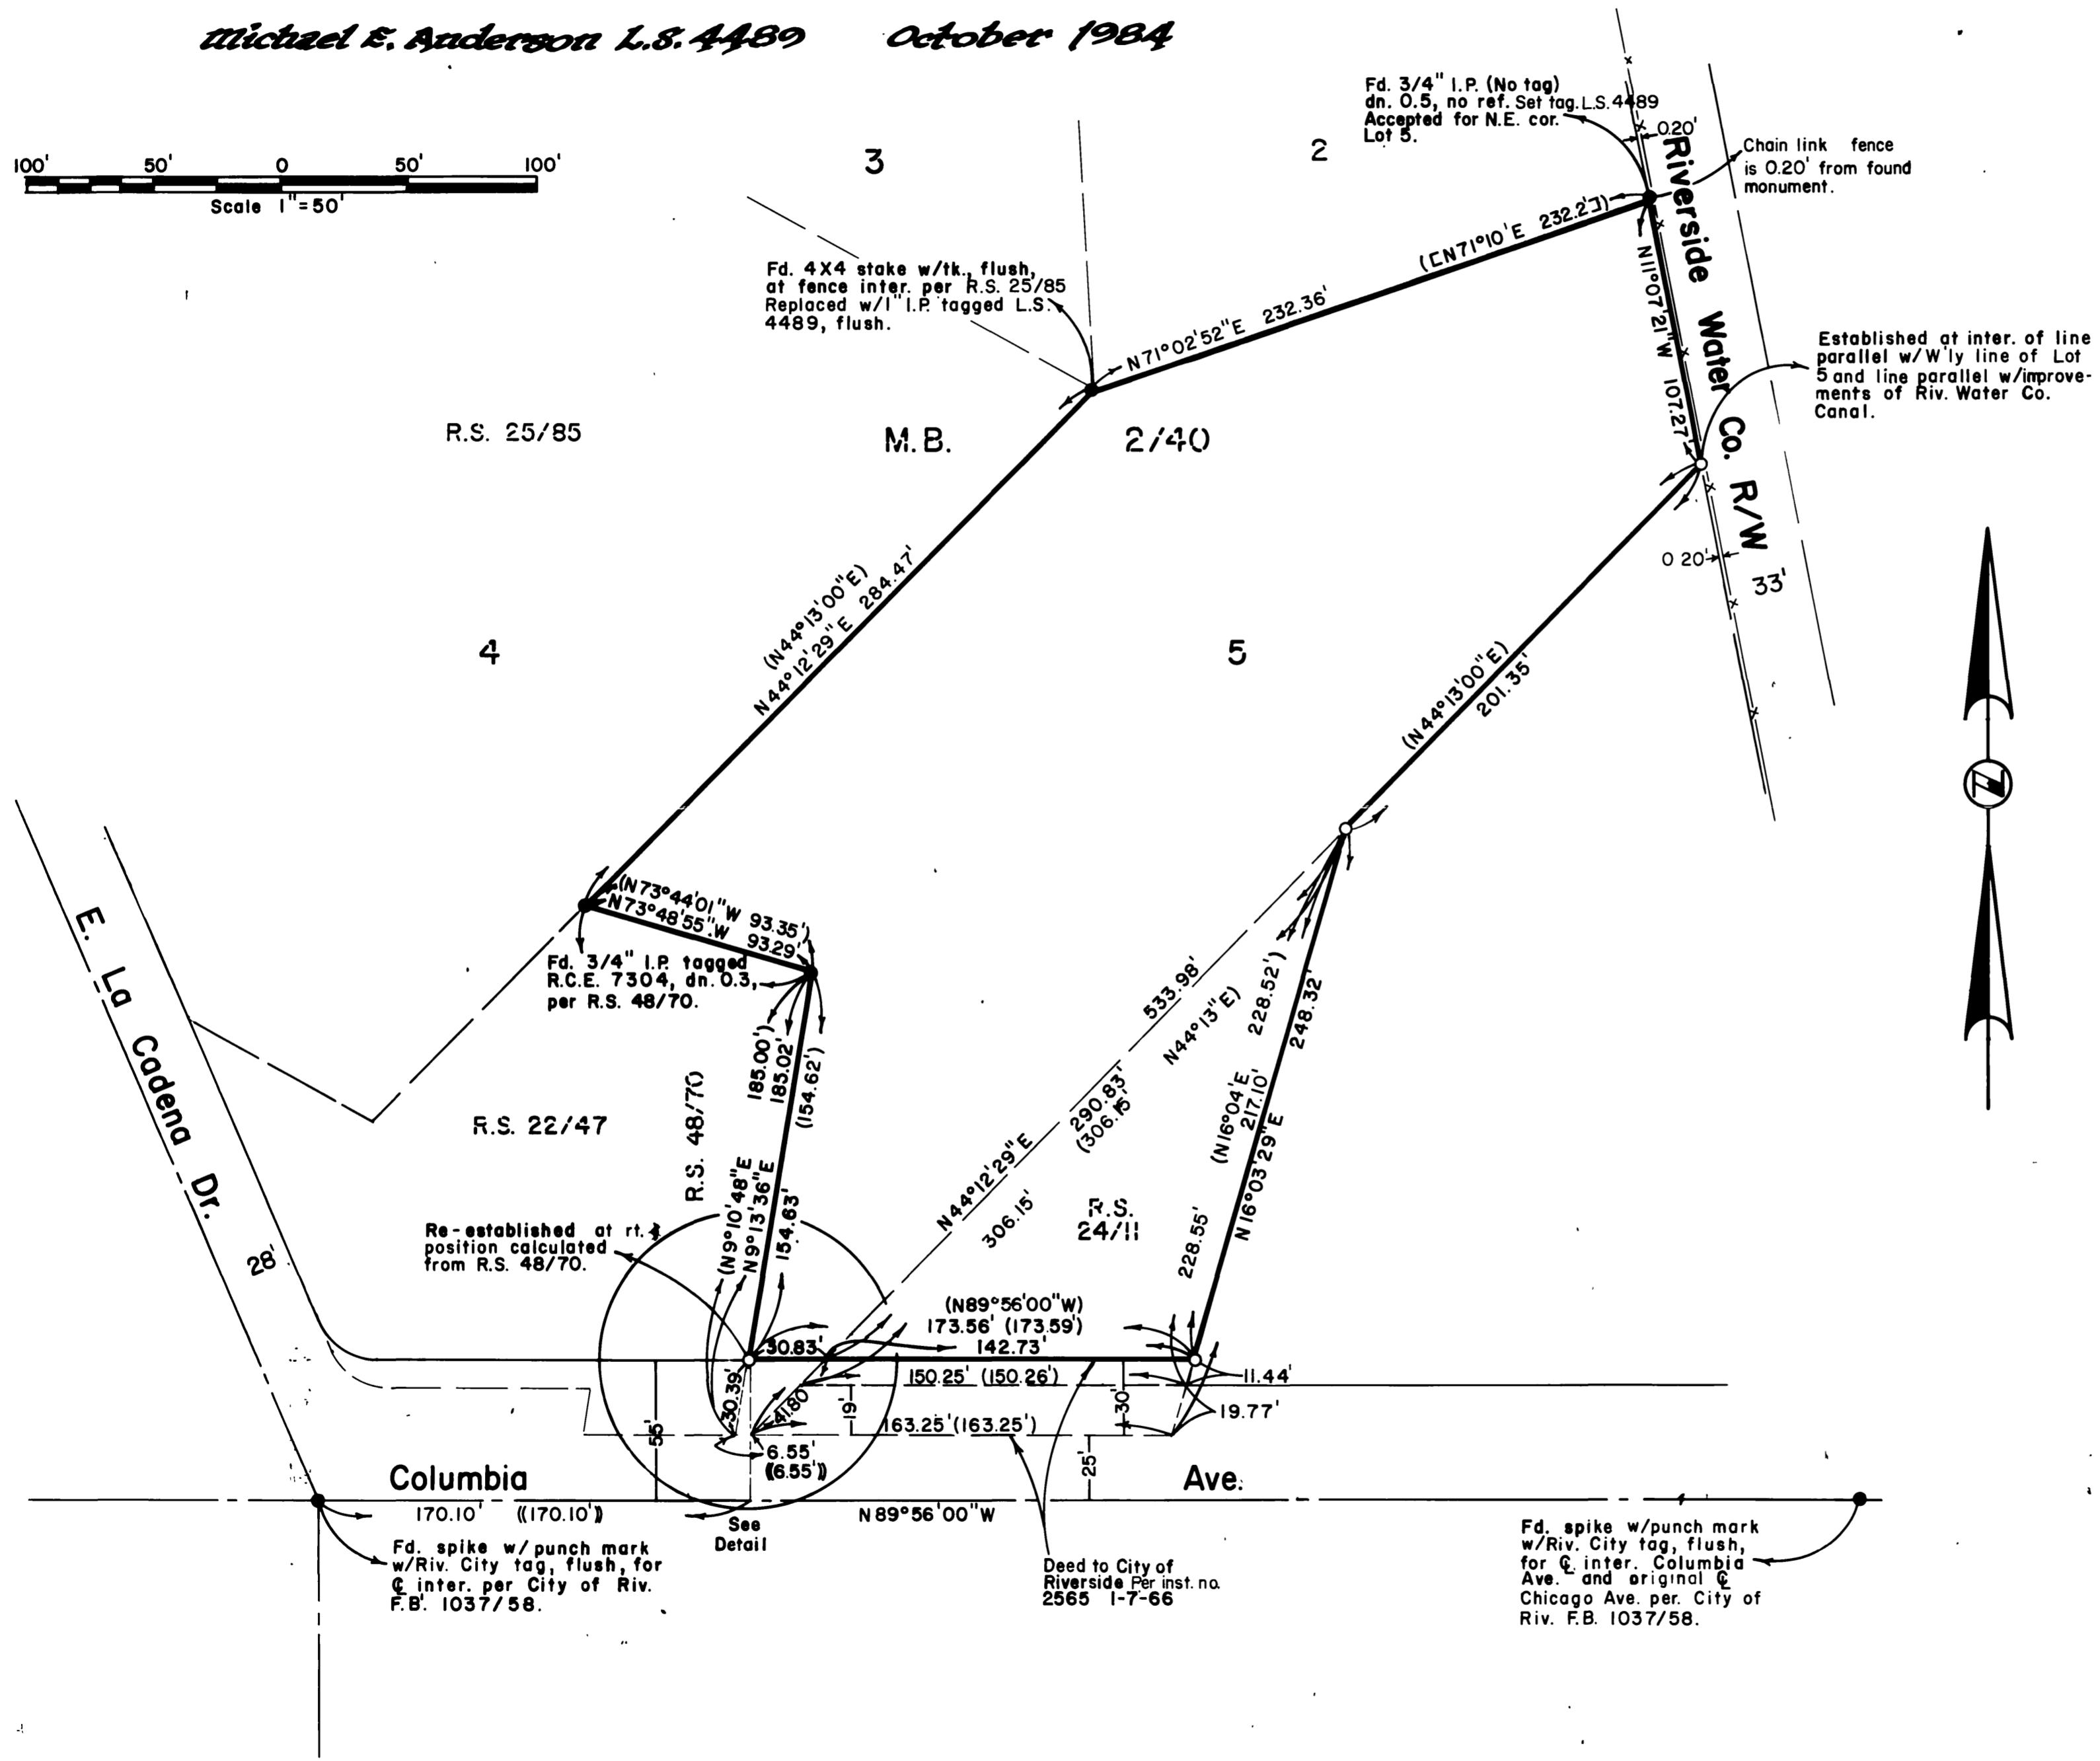 Michael E. Anderson L.S. 4489 October 1984
100' 50' 0 50' 100'
Scale 1"=50'
3
2
Fd. 3/4" I.P. (No tag)
dn. 0.5, no ref. Set tag L.S. 4489
Accepted for N.E. cor.
Lot 5.
0.20'
Chain link fence
is 0.20' from found
monument.
Riverside Water Co. R/W
([N71°10'E 232.2'])
N71°02'52"E 232.36'
N11°07'21"W 107.27'
Fd. 4X4 stake w/tk., flush,
at fence inter. per R.S. 25/85
Replaced w/1" I.P. tagged L.S.
4489, flush.
Established at inter. of line
parallel w/W'ly line of Lot
5 and line parallel w/improve-
ments of Riv. Water Co.
Canal.
R.S. 25/85
M.B. 2/40
0 20'
33'
(N44°13'00"E)
N44°12'29"E 284.47'
4
5
(N44°13'00"E)
201.35'
(N73°44'01"W 93.35')
N73°48'55"W 93.29'
Fd. 3/4" I.P. tagged
R.C.E. 7304, dn. 0.3,
per R.S. 48/70.
E. La Cadena Dr.
28'
185.00')
185.02'
(154.62')
(N9°10'48"E
N9°13'36"E
154.63'
R.S. 48/70
R.S. 22/47
533.98'
N44°13"E)
290.83'
(306.15'
N44°12'29"E
306.15'
228.52')
248.32'
(N16°04'E
217.10'
N16°03'29"E
228.55'
R.S.
24/11
Re-established at rt.
position calculated
from R.S. 48/70.
(N89°56'00"W)
173.56' (173.59')
30.83'
142.73'
150.25' (150.26')
11.44'
30.39'
41.80'
19'
30'
19.77'
163.25' (163.25')
55'
6.55'
((6.55'))
25'
Columbia Ave.
170.10' ((170.10'))
N89°56'00"W
See
Detail
Fd. spike w/punch mark
w/Riv. City tag, flush, for
℄ inter. per City of Riv.
F.B. 1037/58.
Deed to City of
Riverside Per inst. no.
2565 1-7-66
Fd. spike w/punch mark
w/Riv. City tag, flush,
for ℄ inter. Columbia
Ave. and original ℄
Chicago Ave. per. City of
Riv. F.B. 1037/58.